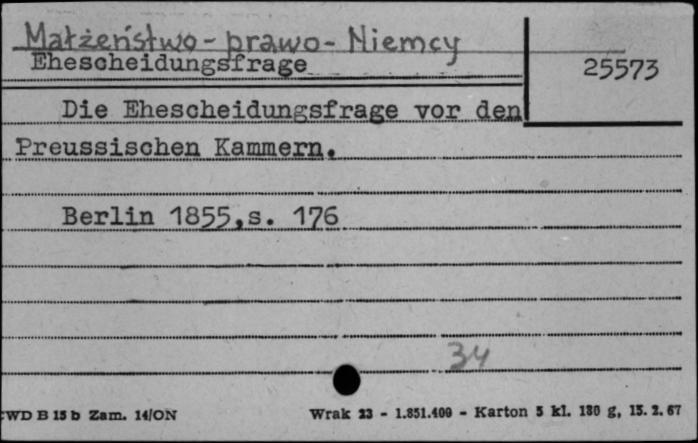 Małżeństwo - prawo - Niemcy
Ehescheidungsfrage
25573
Die Ehescheidungsfrage vor den
Preussischen Kammern.
Berlin 1855,s. 176
34
CWD B 15 b Zam. 14/ON
Wrak 23 - 1.851.400 - Karton 5 kl. 180 g, 15.2.67